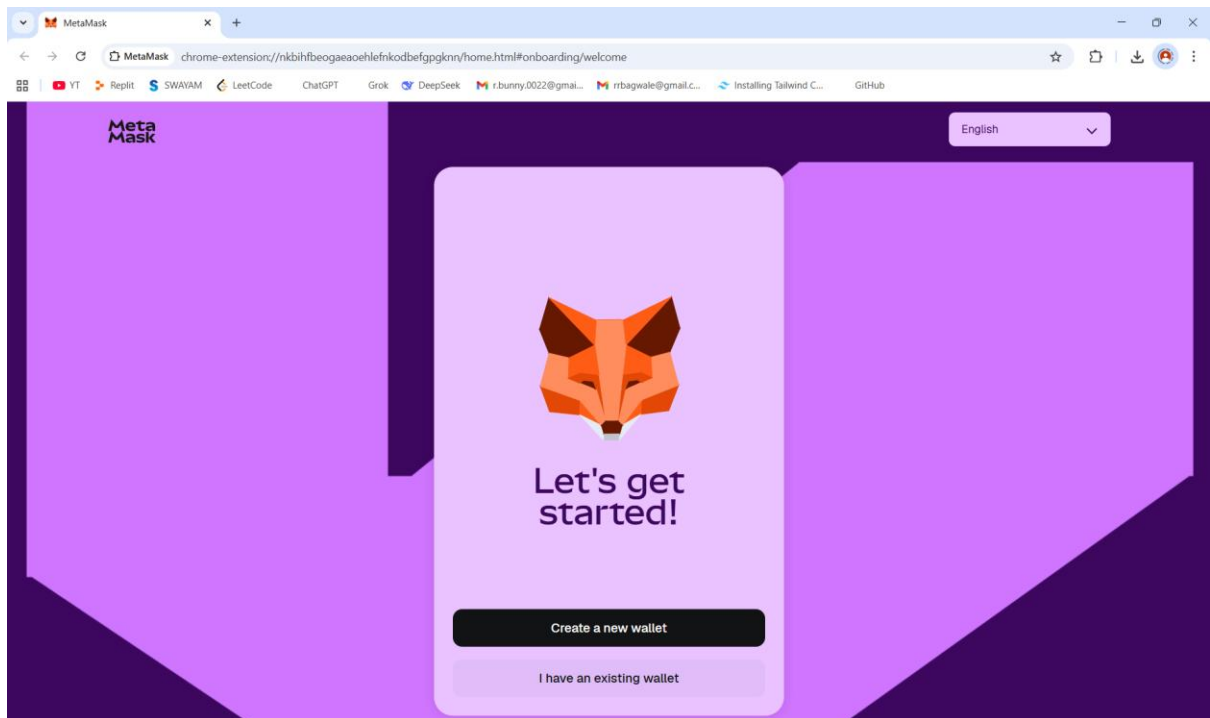 MetaMask
MetaMask chrome-extension://nkbihfbeogaeaoehlefnkodbefgpgknn/home.html#onboarding/welcome
YT Replit SWAYAM LeetCode ChatGPT Grok DeepSeek r.bunny.0022@gmai... rrbagwale@gmail.c... Installing Tailwind C... GitHub
Meta
Mask
English
Let's get
started!
Create a new wallet
I have an existing wallet